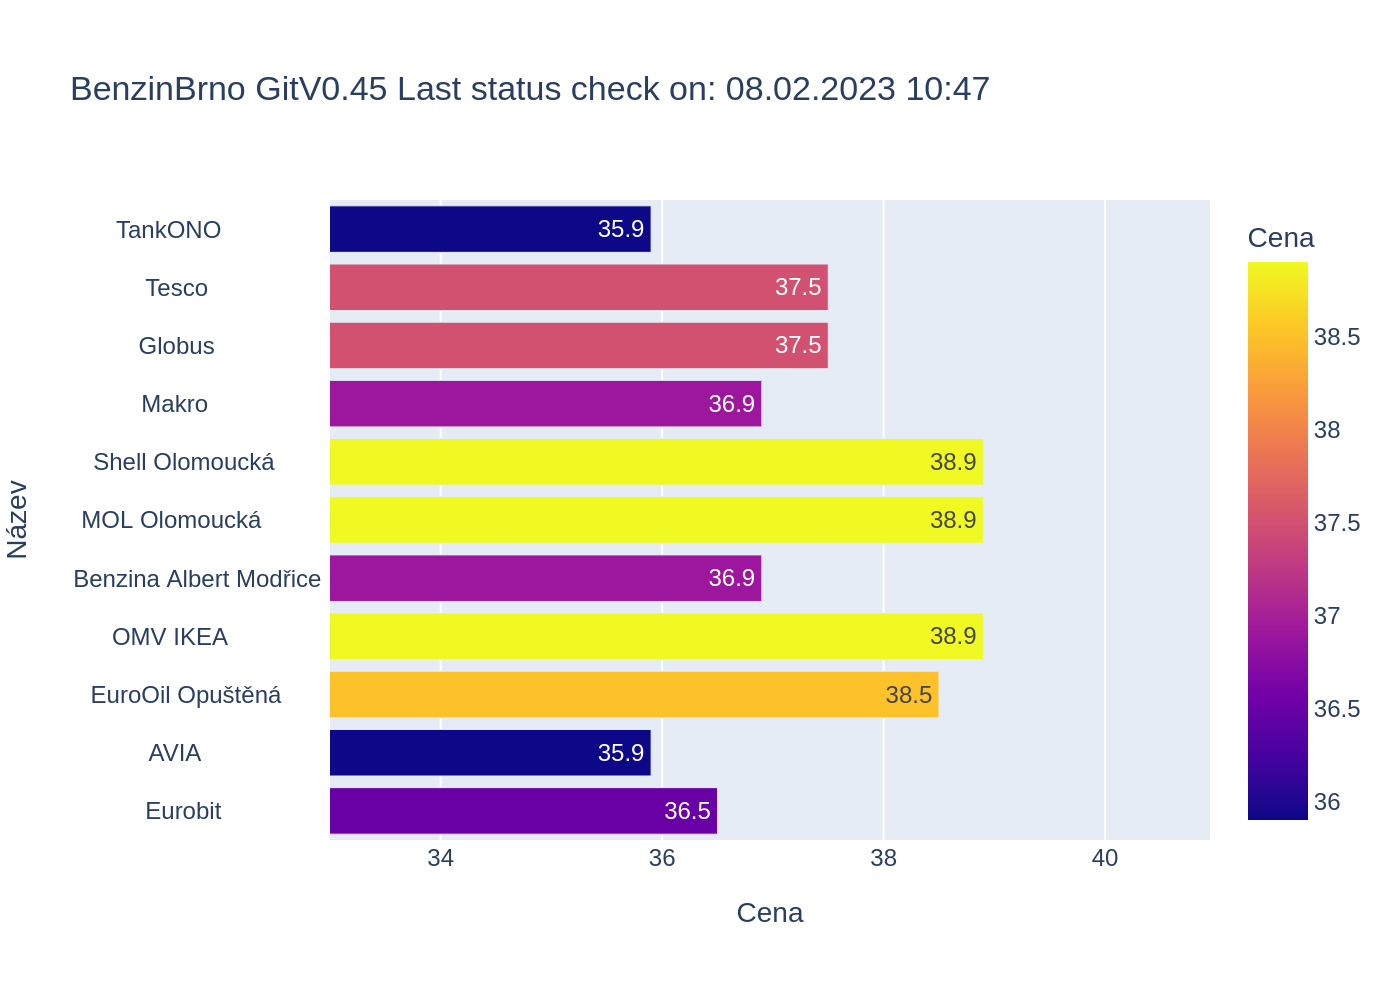 BenzinBrno GitV0.45 Last status check on: 08.02.2023 10:47
TankONO 35.9
Tesco 37.5
Globus 37.5
Makro 36.9
Shell Olomoucká 38.9
MOL Olomoucká 38.9
Benzina Albert Modřice 36.9
OMV IKEA 38.9
EuroOil Opuštěná 38.5
AVIA 35.9
Eurobit 36.5
34 36 38 40
Cena
Název
Cena
38.5
38
37.5
37
36.5
36